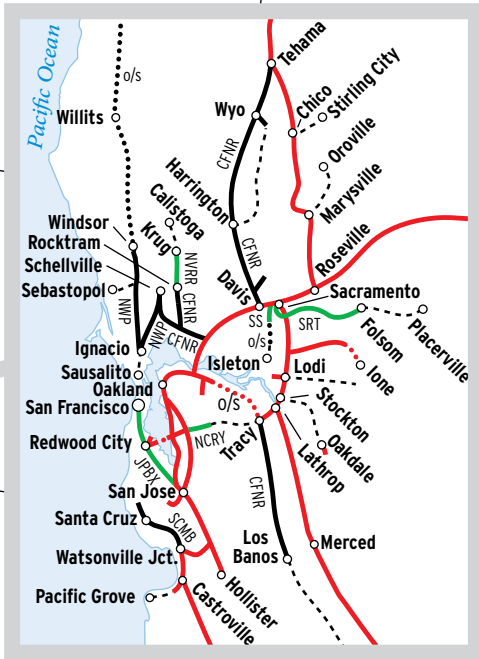 Pacific Ocean
o/s
Tehama
Willits
Wyo
Chico
Stirling City
CFNR
Oroville
Harrington
Marysville
Calistoga
Windsor
Krug
Rocktram
NVRR
CFNR
Roseville
Schellville
Davis
Sebastopol
NWP
CFNR
Sacramento
SS
SRT
o/s
Folsom
Placerville
NWP
CFNR
Ignacio
Isleton
Lodi
Ione
Sausalito
Oakland
o/s
San Francisco
Stockton
Redwood City
NCRY
Tracy
Lathrop
Oakdale
JPBX
San Jose
CFNR
Santa Cruz
SCMB
Watsonville Jct.
Los
Banos
Merced
Pacific Grove
Hollister
Castroville